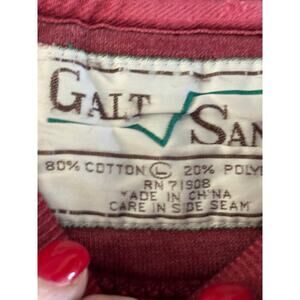 GALT SAN
80% COTTON Ⓛ 20% POLY
RN 71908
MADE IN CHINA
CARE IN SIDE SEAM